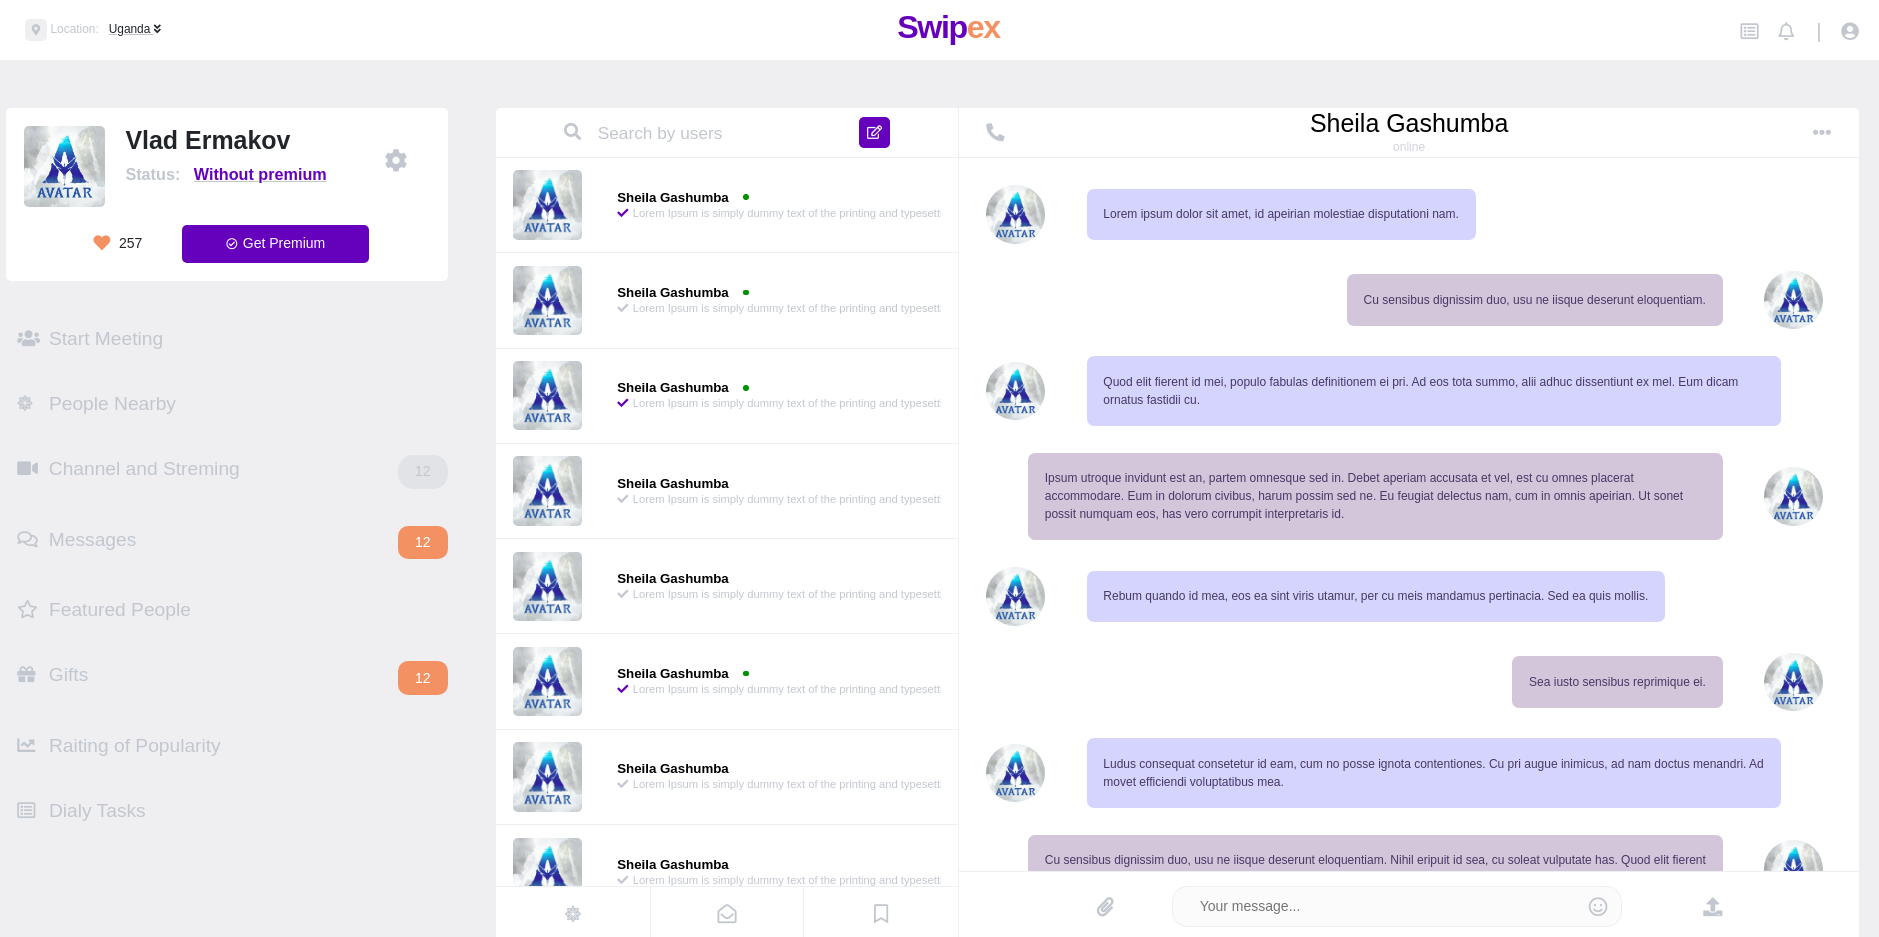 Location: Uganda
Swipex
Vlad Ermakov
Status: Without premium
AVATAR
257
Get Premium
Start Meeting
People Nearby
Channel and Streming 12
Messages 12
Featured People
Gifts 12
Raiting of Popularity
Dialy Tasks
Search by users
Sheila Gashumba
Lorem Ipsum is simply dummy text of the printing and typesett
AVATAR
Sheila Gashumba
Lorem Ipsum is simply dummy text of the printing and typesett
AVATAR
Sheila Gashumba
Lorem Ipsum is simply dummy text of the printing and typesett
AVATAR
Sheila Gashumba
Lorem Ipsum is simply dummy text of the printing and typesett
AVATAR
Sheila Gashumba
Lorem Ipsum is simply dummy text of the printing and typesett
AVATAR
Sheila Gashumba
Lorem Ipsum is simply dummy text of the printing and typesett
AVATAR
Sheila Gashumba
Lorem Ipsum is simply dummy text of the printing and typesett
AVATAR
Sheila Gashumba
Lorem Ipsum is simply dummy text of the printing and typesett
Sheila Gashumba
online
Lorem ipsum dolor sit amet, id apeirian molestiae disputationi nam.
AVATAR
Cu sensibus dignissim duo, usu ne iisque deserunt eloquentiam.
AVATAR
Quod elit fierent id mei, populo fabulas definitionem ei pri. Ad eos tota summo, alii adhuc dissentiunt ex mel. Eum dicam
ornatus fastidii cu.
AVATAR
Ipsum utroque invidunt est an, partem omnesque sed in. Debet aperiam accusata et vel, est cu omnes placerat
accommodare. Eum in dolorum civibus, harum possim sed ne. Eu feugiat delectus nam, cum in omnis apeirian. Ut sonet
possit numquam eos, has vero corrumpit interpretaris id.
AVATAR
Rebum quando id mea, eos ea sint viris utamur, per cu meis mandamus pertinacia. Sed ea quis mollis.
AVATAR
Sea iusto sensibus reprimique ei.
AVATAR
Ludus consequat consetetur id eam, cum no posse ignota contentiones. Cu pri augue inimicus, ad nam doctus menandri. Ad
movet efficiendi voluptatibus mea.
AVATAR
Cu sensibus dignissim duo, usu ne iisque deserunt eloquentiam. Nihil eripuit id sea, cu soleat vulputate has. Quod elit fierent
Your message...